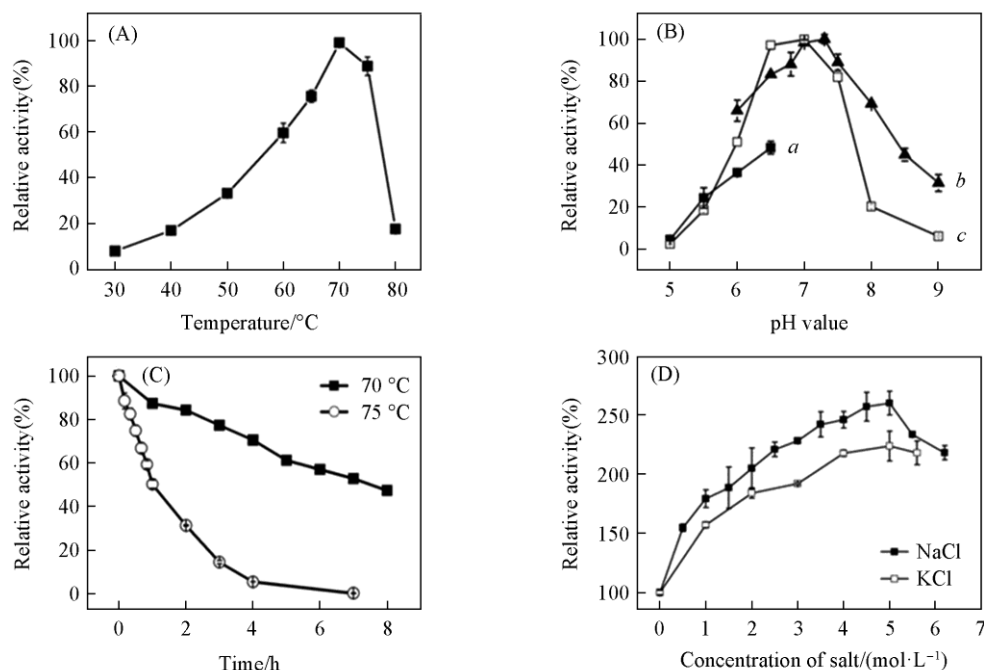 (A)
Relative activity(%)
100
80
60
40
20
0
30 40 50 60 70 80
Temperature/°C
(B)
Relative activity(%)
100
80
60
40
20
0
a
b
c
5 6 7 8 9
pH value
(C)
Relative activity(%)
100
80
60
40
20
0
70 °C
75 °C
0 2 4 6 8
Time/h
(D)
Relative activity(%)
300
250
200
150
100
NaCl
KCl
0 1 2 3 4 5 6 7
Concentration of salt/(mol·L⁻¹)